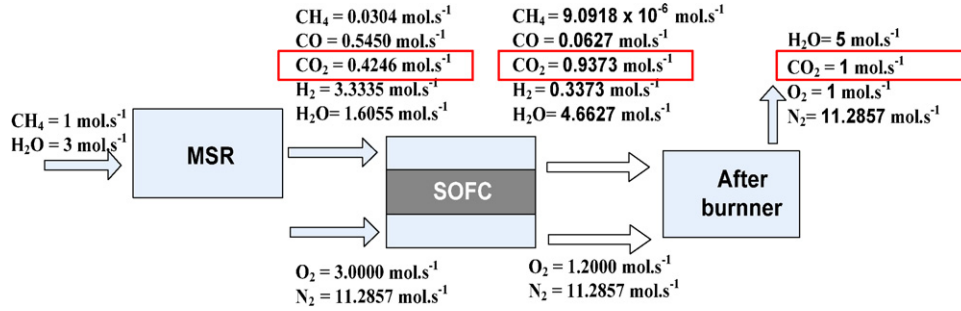 CH₄ = 1 mol.s⁻¹
H₂O = 3 mol.s⁻¹
MSR
CH₄ = 0.0304 mol.s⁻¹
CO = 0.5450 mol.s⁻¹
CO₂ = 0.4246 mol.s⁻¹
H₂ = 3.3335 mol.s⁻¹
H₂O= 1.6055 mol.s⁻¹
SOFC
O₂ = 3.0000 mol.s⁻¹
N₂ = 11.2857 mol.s⁻¹
CH₄ = 9.0918 x 10⁻⁶ mol.s⁻¹
CO = 0.0627 mol.s⁻¹
CO₂ = 0.9373 mol.s⁻¹
H₂ = 0.3373 mol.s⁻¹
H₂O= 4.6627 mol.s⁻¹
O₂ = 1.2000 mol.s⁻¹
N₂ = 11.2857 mol.s⁻¹
After
burnner
H₂O= 5 mol.s⁻¹
CO₂ = 1 mol.s⁻¹
O₂ = 1 mol.s⁻¹
N₂= 11.2857 mol.s⁻¹